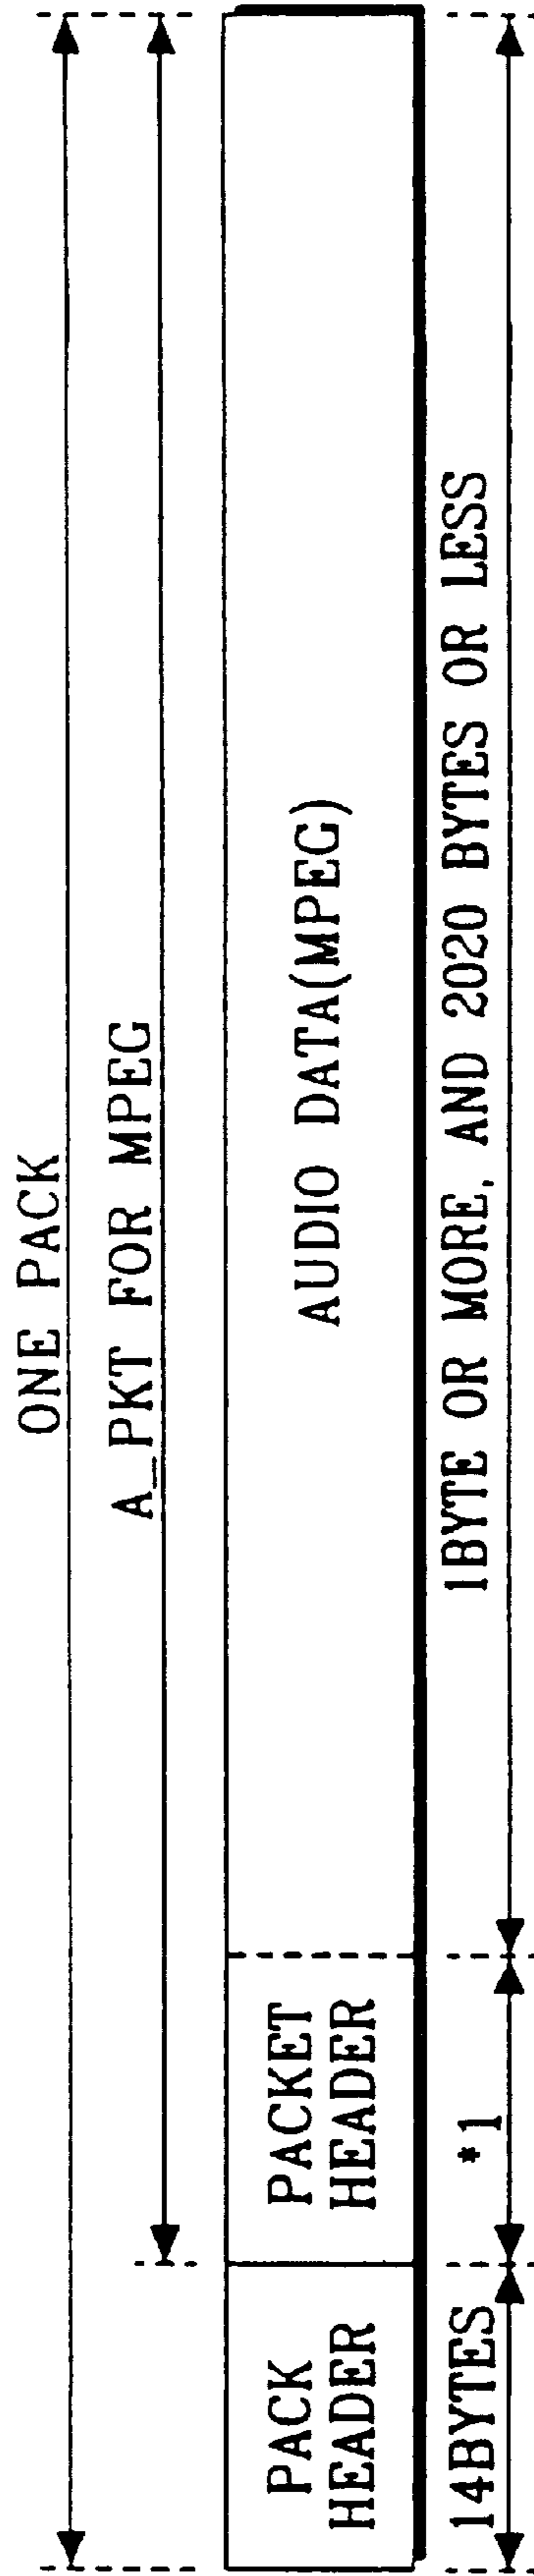 ONE PACK
A_PKT FOR MPEG
PACK
HEADER
PACKET
HEADER
AUDIO DATA(MPEG)
14BYTES
*1
1BYTE OR MORE, AND 2020 BYTES OR LESS